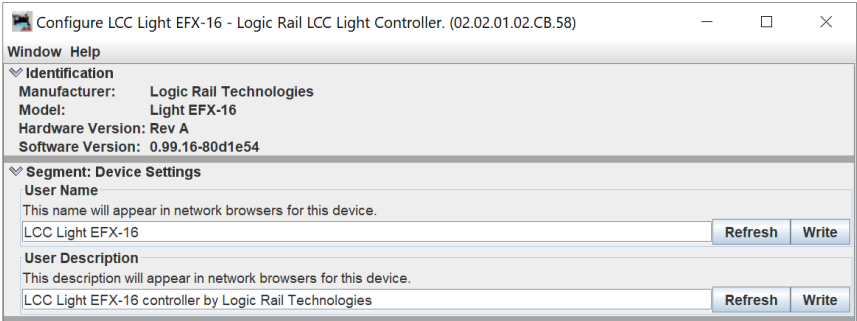 Configure LCC Light EFX-16 - Logic Rail LCC Light Controller. (02.02.01.02.CB.58)
Window Help
Identification
Manufacturer: Logic Rail Technologies
Model: Light EFX-16
Hardware Version: Rev A
Software Version: 0.99.16-80d1e54
Segment: Device Settings
User Name
This name will appear in network browsers for this device.
LCC Light EFX-16 Refresh Write
User Description
This description will appear in network browsers for this device.
LCC Light EFX-16 controller by Logic Rail Technologies Refresh Write